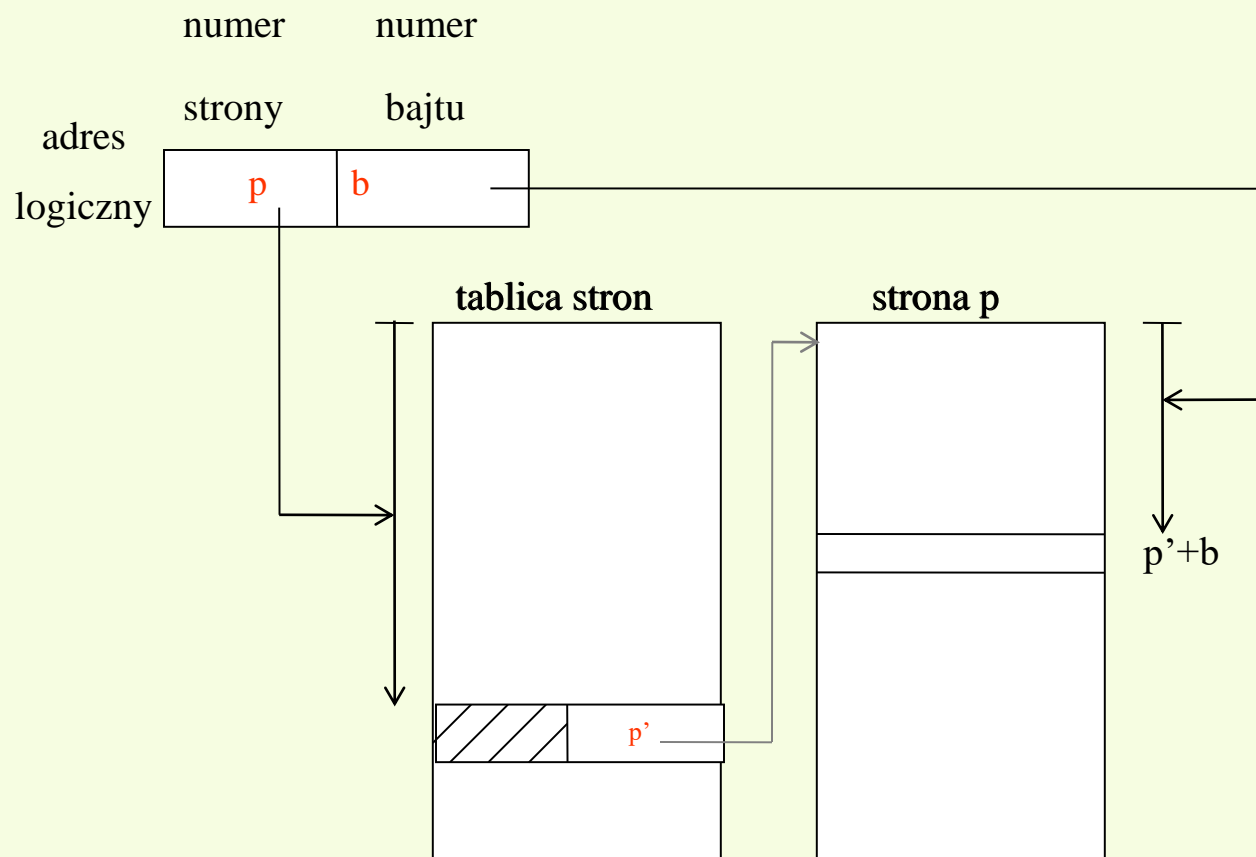 numer numer
strony bajtu
adres
logiczny
p b
tablica stron strona p
p’+b
p’